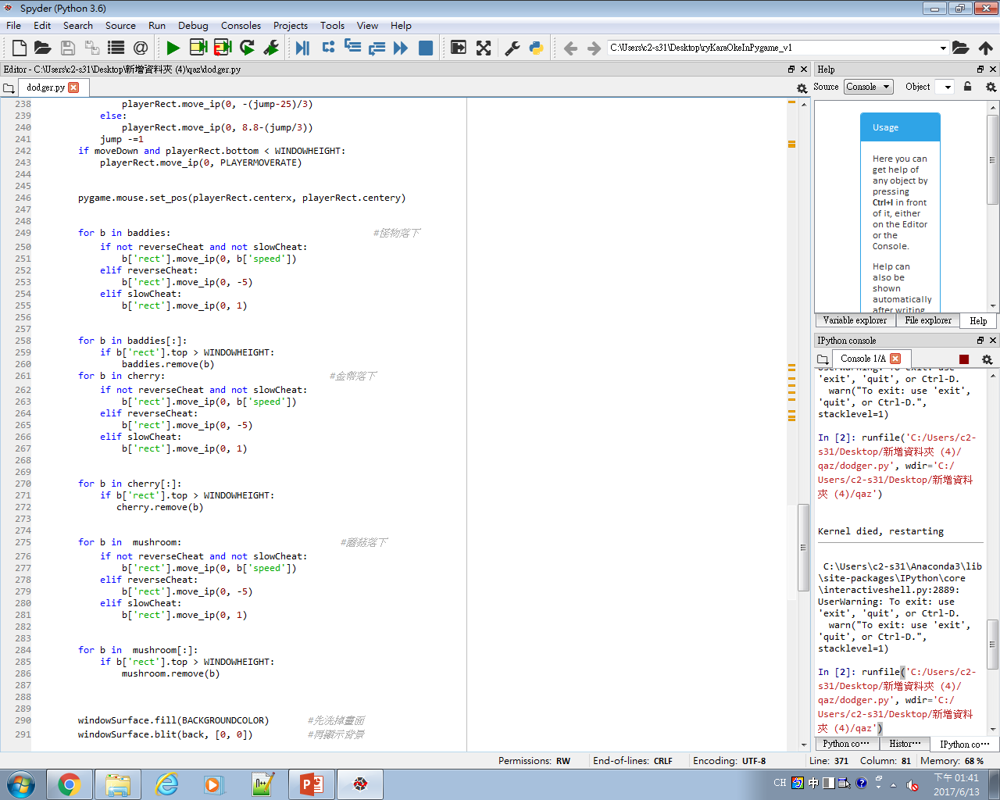 Spyder (Python 3.6)
File Edit Search Source Run Debug Consoles Projects Tools View Help
C:\Users\c2-s31\Desktop\ryKaraOkeInPygame_v1
Editor - C:\Users\c2-s31\Desktop\新增資料夾 (4)\qaz\dodger.py
dodger.py
238 playerRect.move_ip(0, -(jump-25)/3)
239 else:
240 playerRect.move_ip(0, 8.8-(jump/3))
241 jump -=1
242 if moveDown and playerRect.bottom < WINDOWHEIGHT:
243 playerRect.move_ip(0, PLAYERMOVERATE)
244
245
246 pygame.mouse.set_pos(playerRect.centerx, playerRect.centery)
247
248
249 for b in baddies: #怪物落下
250 if not reverseCheat and not slowCheat:
251 b['rect'].move_ip(0, b['speed'])
252 elif reverseCheat:
253 b['rect'].move_ip(0, -5)
254 elif slowCheat:
255 b['rect'].move_ip(0, 1)
256
257
258 for b in baddies[:]:
259 if b['rect'].top > WINDOWHEIGHT:
260 baddies.remove(b)
261 for b in cherry: #金幣落下
262 if not reverseCheat and not slowCheat:
263 b['rect'].move_ip(0, b['speed'])
264 elif reverseCheat:
265 b['rect'].move_ip(0, -5)
266 elif slowCheat:
267 b['rect'].move_ip(0, 1)
268
269
270 for b in cherry[:]:
271 if b['rect'].top > WINDOWHEIGHT:
272 cherry.remove(b)
273
274
275 for b in  mushroom: #蘑菇落下
276 if not reverseCheat and not slowCheat:
277 b['rect'].move_ip(0, b['speed'])
278 elif reverseCheat:
279 b['rect'].move_ip(0, -5)
280 elif slowCheat:
281 b['rect'].move_ip(0, 1)
282
283
284 for b in  mushroom[:]:
285 if b['rect'].top > WINDOWHEIGHT:
286 mushroom.remove(b)
287
288
289
290 windowSurface.fill(BACKGROUNDCOLOR) #先洗掉畫面
291 windowSurface.blit(back, [0, 0]) #再顯示背景
Help
Source Console Object
Usage
Here you can
get help of
any object by
pressing
Ctrl+I in front
of it, either
on the Editor
or the
Console.
Help can
also be
shown
automatically
after writing
Variable explorer File explorer Help
IPython console
Console 1/A
UserWarning: To exit: use
'exit', 'quit', or Ctrl-D.
warn("To exit: use 'exit',
'quit', or Ctrl-D.",
stacklevel=1)
In [2]: runfile('C:/Users/c2-
s31/Desktop/新增資料夾 (4)/
qaz/dodger.py', wdir='C:/
Users/c2-s31/Desktop/新增資料
夾 (4)/qaz')
Kernel died, restarting
C:\Users\c2-s31\Anaconda3\lib
\site-packages\IPython\core
\interactiveshell.py:2889:
UserWarning: To exit: use
'exit', 'quit', or Ctrl-D.
warn("To exit: use 'exit',
'quit', or Ctrl-D.",
stacklevel=1)
In [2]: runfile('C:/Users/c2-
s31/Desktop/新增資料夾 (4)/
qaz/dodger.py', wdir='C:/
Users/c2-s31/Desktop/新增資料
夾 (4)/qaz')
Python co··· Histor··· IPython co···
Permissions: RW End-of-lines: CRLF Encoding: UTF-8 Line: 371 Column: 81 Memory: 68 %
CH 中
下午 01:41
2017/6/13